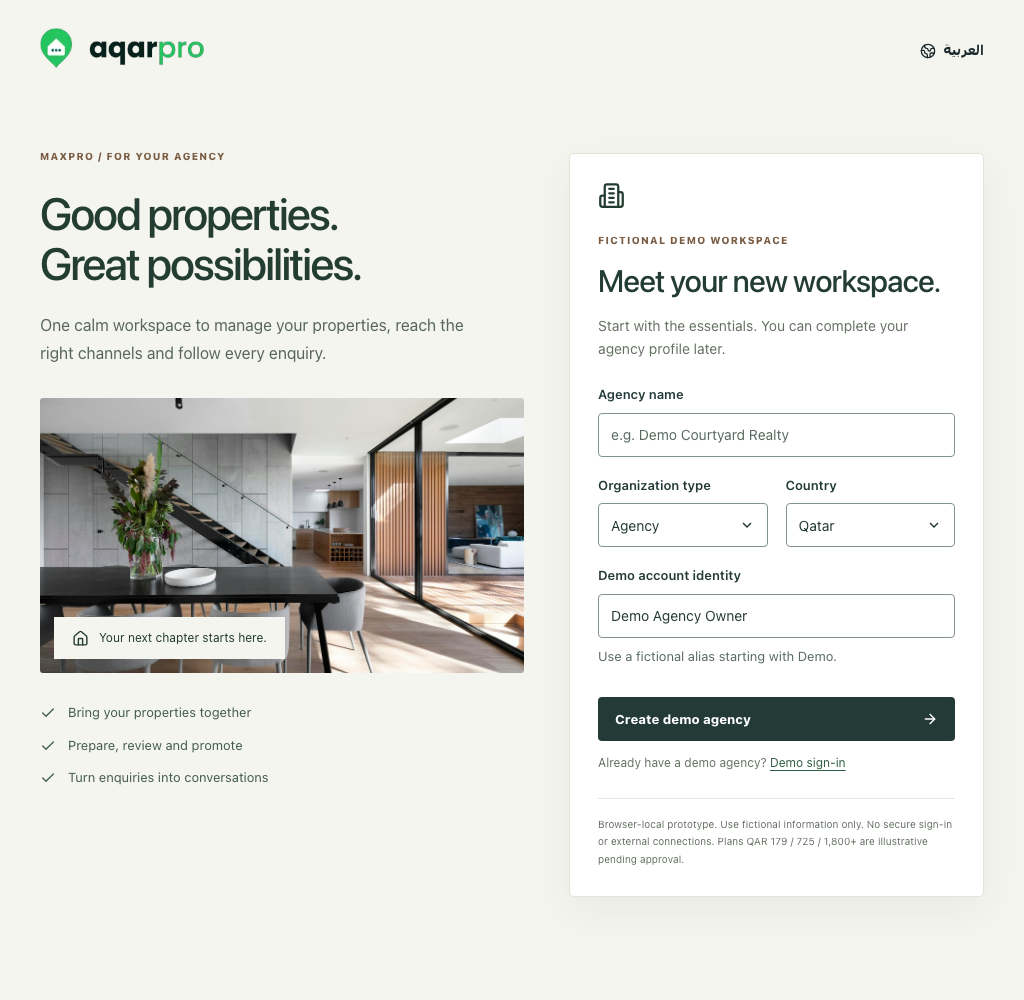 aqarpro
العربية
MAXPRO / FOR YOUR AGENCY
Good properties.
Great possibilities.
One calm workspace to manage your properties, reach the
right channels and follow every enquiry.
Your next chapter starts here.
Bring your properties together
Prepare, review and promote
Turn enquiries into conversations
FICTIONAL DEMO WORKSPACE
Meet your new workspace.
Start with the essentials. You can complete your
agency profile later.
Agency name
e.g. Demo Courtyard Realty
Organization type
Country
Agency
Qatar
Demo account identity
Demo Agency Owner
Use a fictional alias starting with Demo.
Create demo agency
Already have a demo agency? Demo sign-in
Browser-local prototype. Use fictional information only. No secure sign-in
or external connections. Plans QAR 179 / 725 / 1,800+ are illustrative
pending approval.